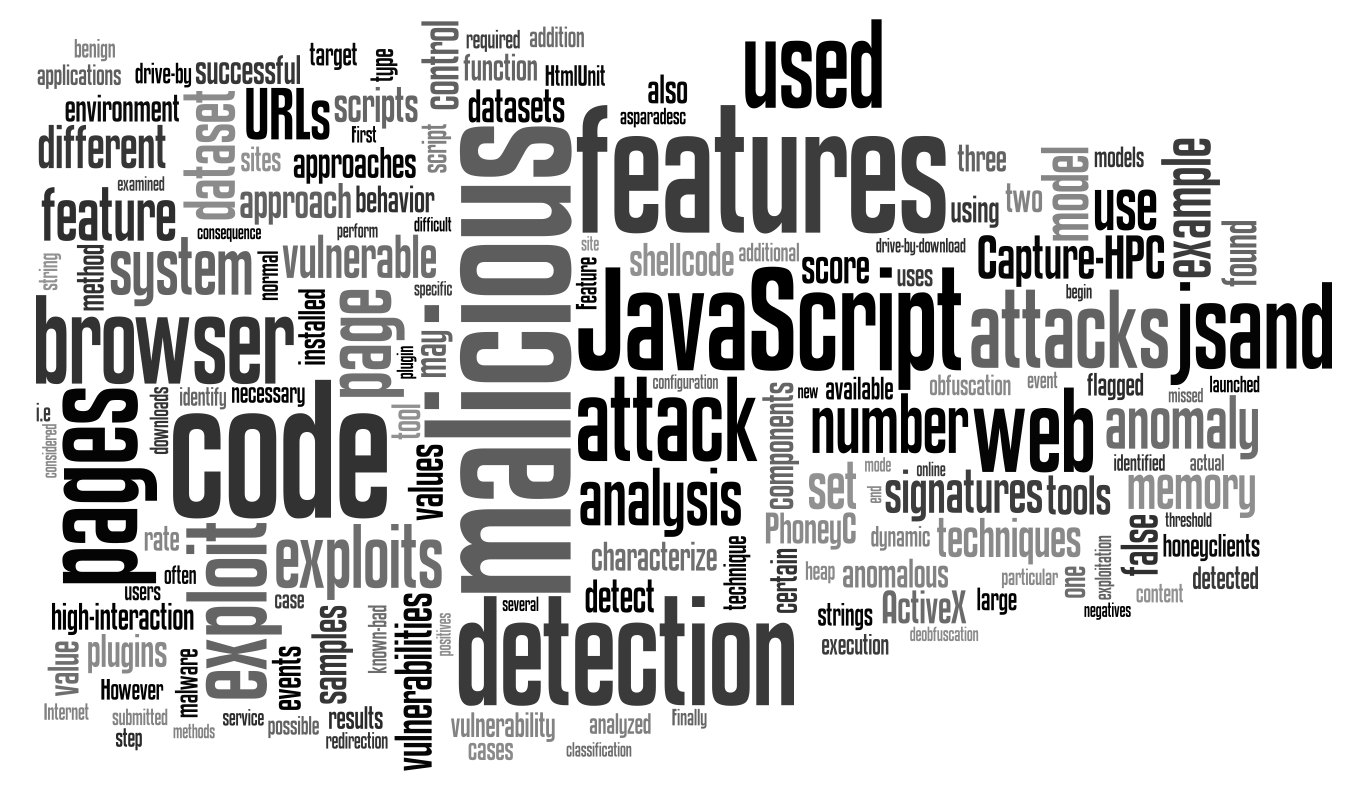 benign
applications
drive-by
successful
target
type
control
required
addition
function
HtmlUnit
used
environment
dataset
URLs
scripts
First
datasets
also
asparadesc
different
sites
approaches
script
malicious
features
three
model
models
example
examined
feature
approach
behavior
using
two
use
consequence
perform
difficult
site
drive-by-download
found
string
method
system
normal
vulnerable
shellcode
additional
score
uses
Capture-HPC
specific
Feature
begin
browser
installed
page
plugin
may
JavaScript
attacks
jsand
i.e
considered
pages
downloads
identify
necessary
code
tool
configuration
attack
components
new
available
obfuscation
event
flagged
missed
launched
number
web
anomaly
values
analysis
set
mode
end
online
signatures
tools
identified
actual
memory
rate
exploit
exploits
characterize
technique
PhoneyC
dynamic
techniques
exploitation
false
threshold
honeyclients
often
users
case
several
detect
certain
heap
anomalous
particular
one
negatives
content
detected
high-interaction
samples
known-bad
vulnerabilities
positives
detection
strings
ActiveX
large
deobfuscation
execution
value
plugins
However
malware
events
Internet
submitted
step
methods
service
possible
results
redirection
vulnerability
cases
analyzed
Finally
classification